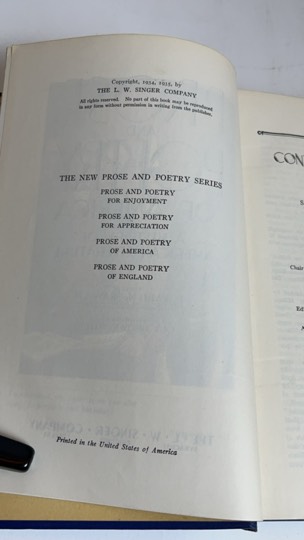 Copyright, 1934, 1935, by
THE L. W. SINGER COMPANY
All rights reserved. No part of this book may be reproduced
in any form without permission in writing from the publisher.
THE NEW PROSE AND POETRY SERIES
PROSE AND POETRY
FOR ENJOYMENT
PROSE AND POETRY
FOR APPRECIATION
PROSE AND POETRY
OF AMERICA
PROSE AND POETRY
OF ENGLAND
Printed in the United States of America
CON
Chair
Ed